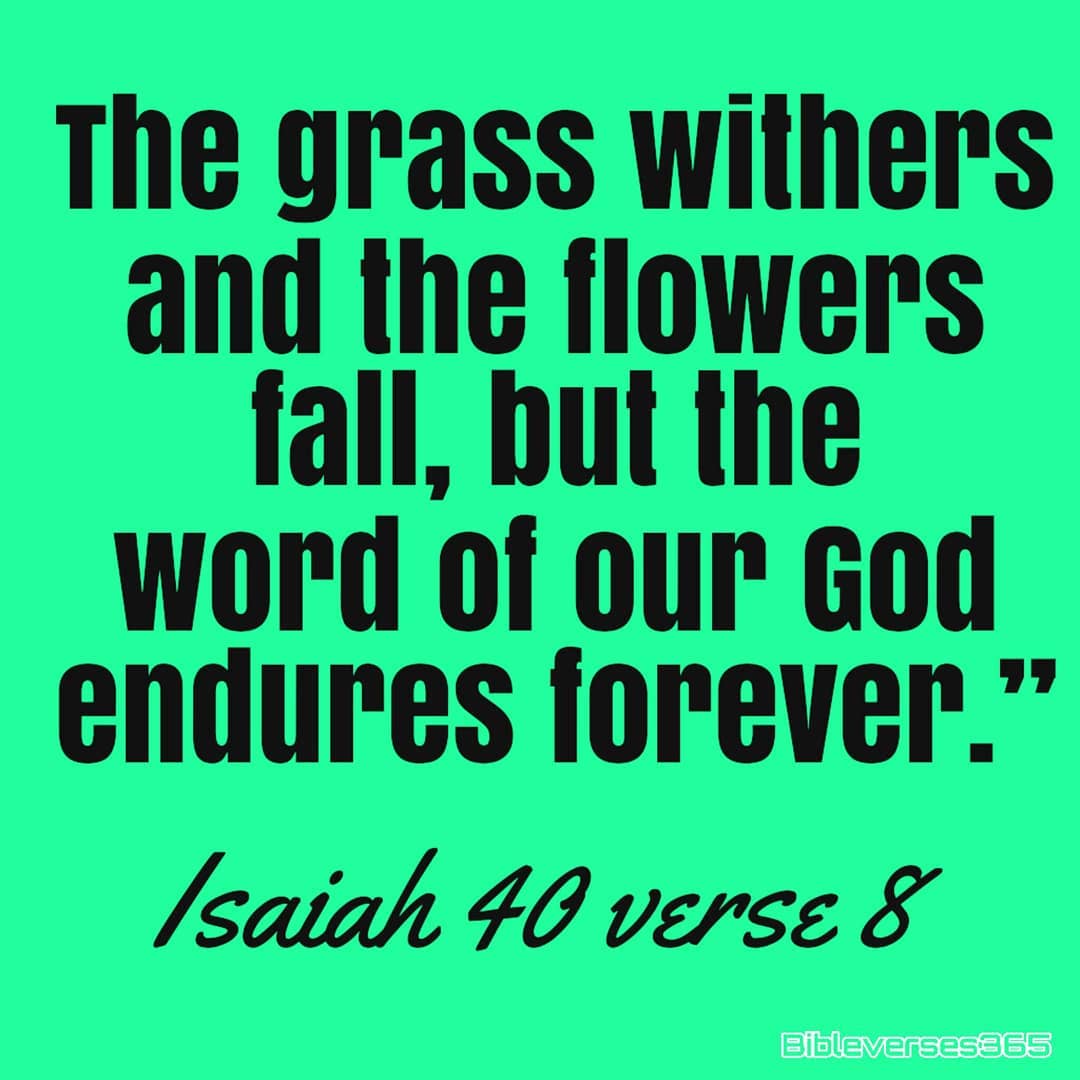 The grass withers
and the flowers
fall, but the
word of our God
endures forever.”
Isaiah 40 verse 8
Bibleverses365